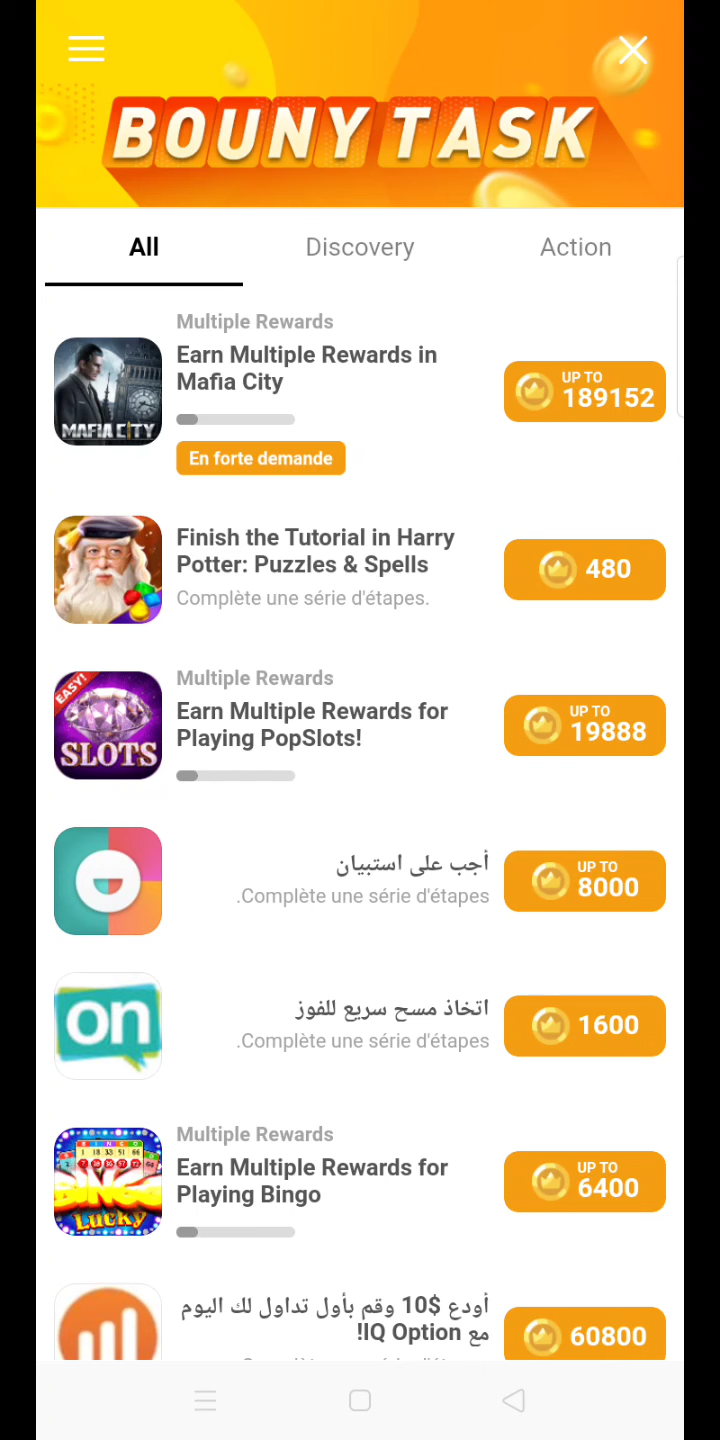 BOUNY TASK
All
Discovery
Action
Multiple Rewards
Earn Multiple Rewards in
Mafia City
En forte demande
MAFIA CITY
UP TO
189152
Finish the Tutorial in Harry
Potter: Puzzles & Spells
Complète une série d'étapes.
480
EASY!
SLOTS
Multiple Rewards
Earn Multiple Rewards for
Playing PopSlots!
UP TO
19888
أجب على استبيان
.Complète une série d'étapes
UP TO
8000
on
اتخاذ مسح سريع للفوز
.Complète une série d'étapes
1600
BINGO
Lucky
Multiple Rewards
Earn Multiple Rewards for
Playing Bingo
UP TO
6400
أودع $10 وقم بأول تداول لك اليوم
مع IQ Option!
60800